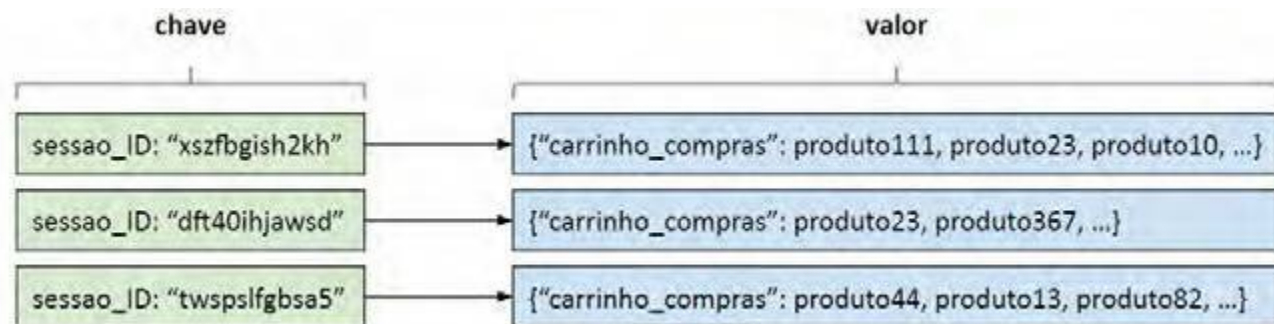 chave valor
sessao_ID: “xszfbgish2kh” {“carrinho_compras”: produto111, produto23, produto10, ...}
sessao_ID: “dft40ihjawsd” {“carrinho_compras”: produto23, produto367, ...}
sessao_ID: “twspslfgbsa5” {“carrinho_compras”: produto44, produto13, produto82, ...}